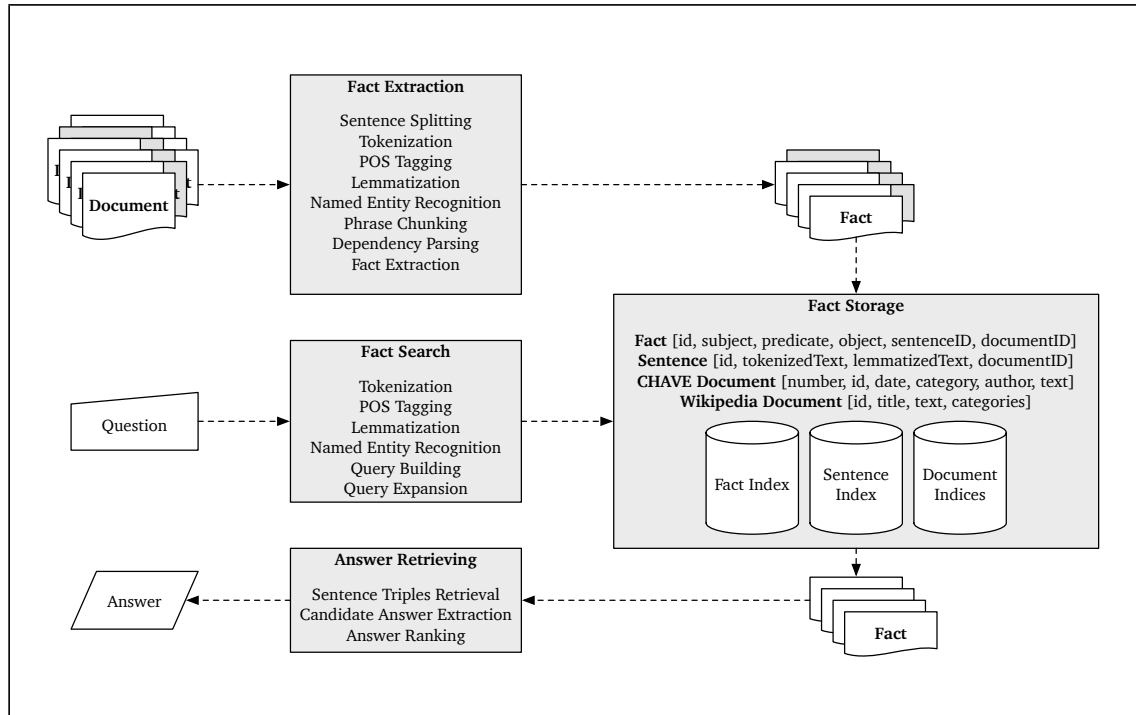 Fact Extraction
Sentence Splitting
Tokenization
POS Tagging
Lemmatization
Named Entity Recognition
Phrase Chunking
Dependency Parsing
Fact Extraction
Document
Fact
Fact Storage
Fact [id, subject, predicate, object, sentenceID, documentID]
Sentence [id, tokenizedText, lemmatizedText, documentID]
CHAVE Document [number, id, date, category, author, text]
Wikipedia Document [id, title, text, categories]
Fact Index
Sentence
Index
Document
Indices
Fact Search
Tokenization
POS Tagging
Lemmatization
Named Entity Recognition
Query Building
Query Expansion
Question
Answer Retrieving
Sentence Triples Retrieval
Candidate Answer Extraction
Answer Ranking
Answer
Fact